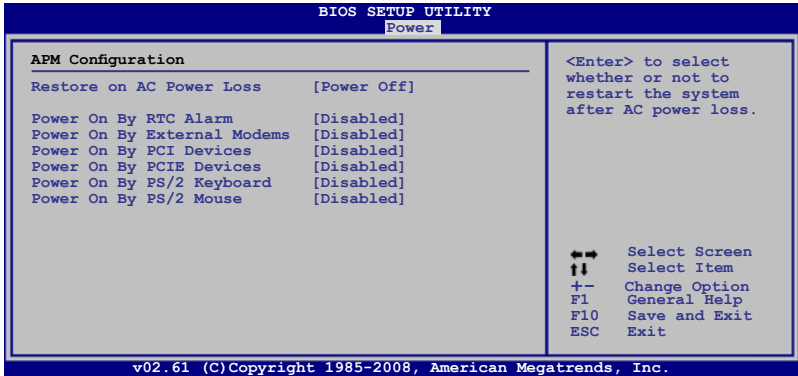 BIOS SETUP UTILITY
Power
APM Configuration
Restore on AC Power Loss [Power Off]
Power On By RTC Alarm [Disabled]
Power On By External Modems [Disabled]
Power On By PCI Devices [Disabled]
Power On By PCIE Devices [Disabled]
Power On By PS/2 Keyboard [Disabled]
Power On By PS/2 Mouse [Disabled]
<Enter> to select
whether or not to
restart the system
after AC power loss.
←→ Select Screen
↑↓ Select Item
+- Change Option
F1 General Help
F10 Save and Exit
ESC Exit
v02.61 (C)Copyright 1985-2008, American Megatrends, Inc.